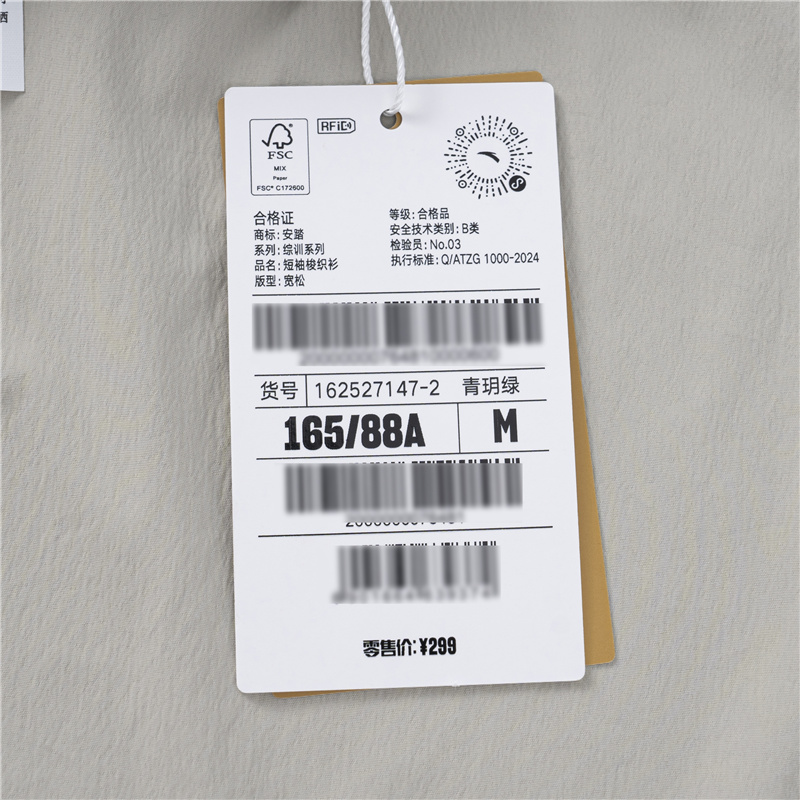 洒
RFiD
FSC
MIX
Paper
FSC® C172600
合格证
商标: 安踏
系列: 综训系列
品名: 短袖梭织衫
版型: 宽松
等级: 合格品
安全技术类别: B类
检验员: No.03
执行标准: Q/ATZG 1000-2024
货号 162527147-2 青玥绿
165/88A M
零售价: ¥299